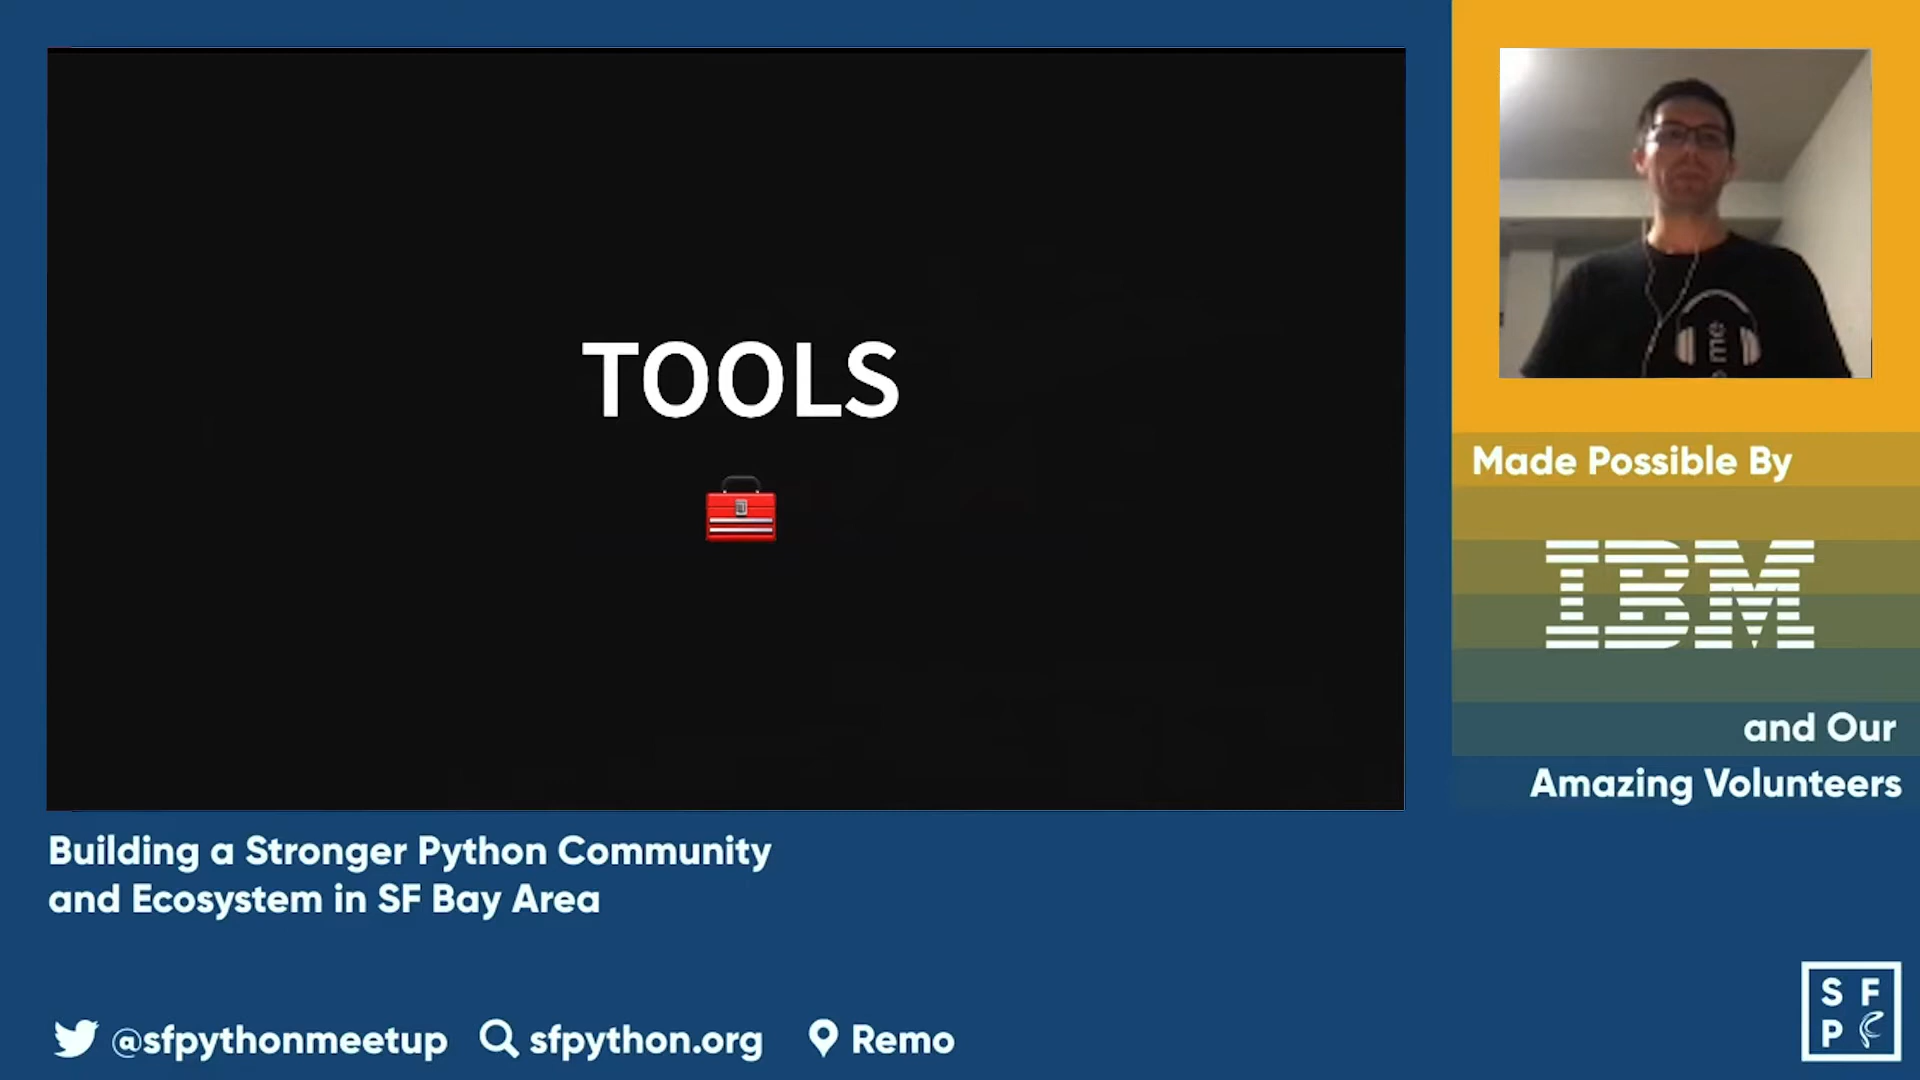 TOOLS
me
Made Possible By
IBM
and Our
Amazing Volunteers
Building a Stronger Python Community
and Ecosystem in SF Bay Area
@sfpythonmeetup
sfpython.org
Remo
S F
P